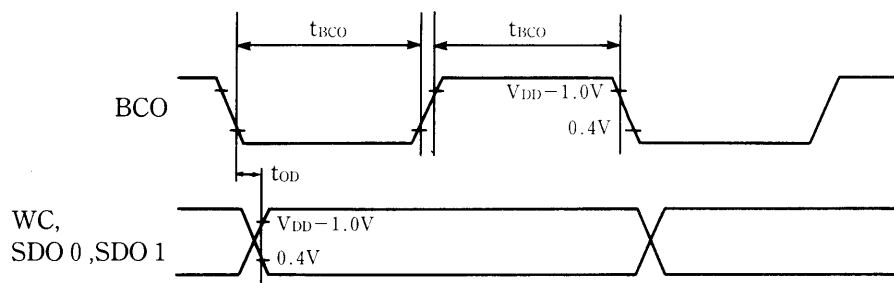 tBCO tBCO
BCO
VDD−1.0V
0.4V
tOD
WC,
SDO 0 ,SDO 1
VDD−1.0V
0.4V